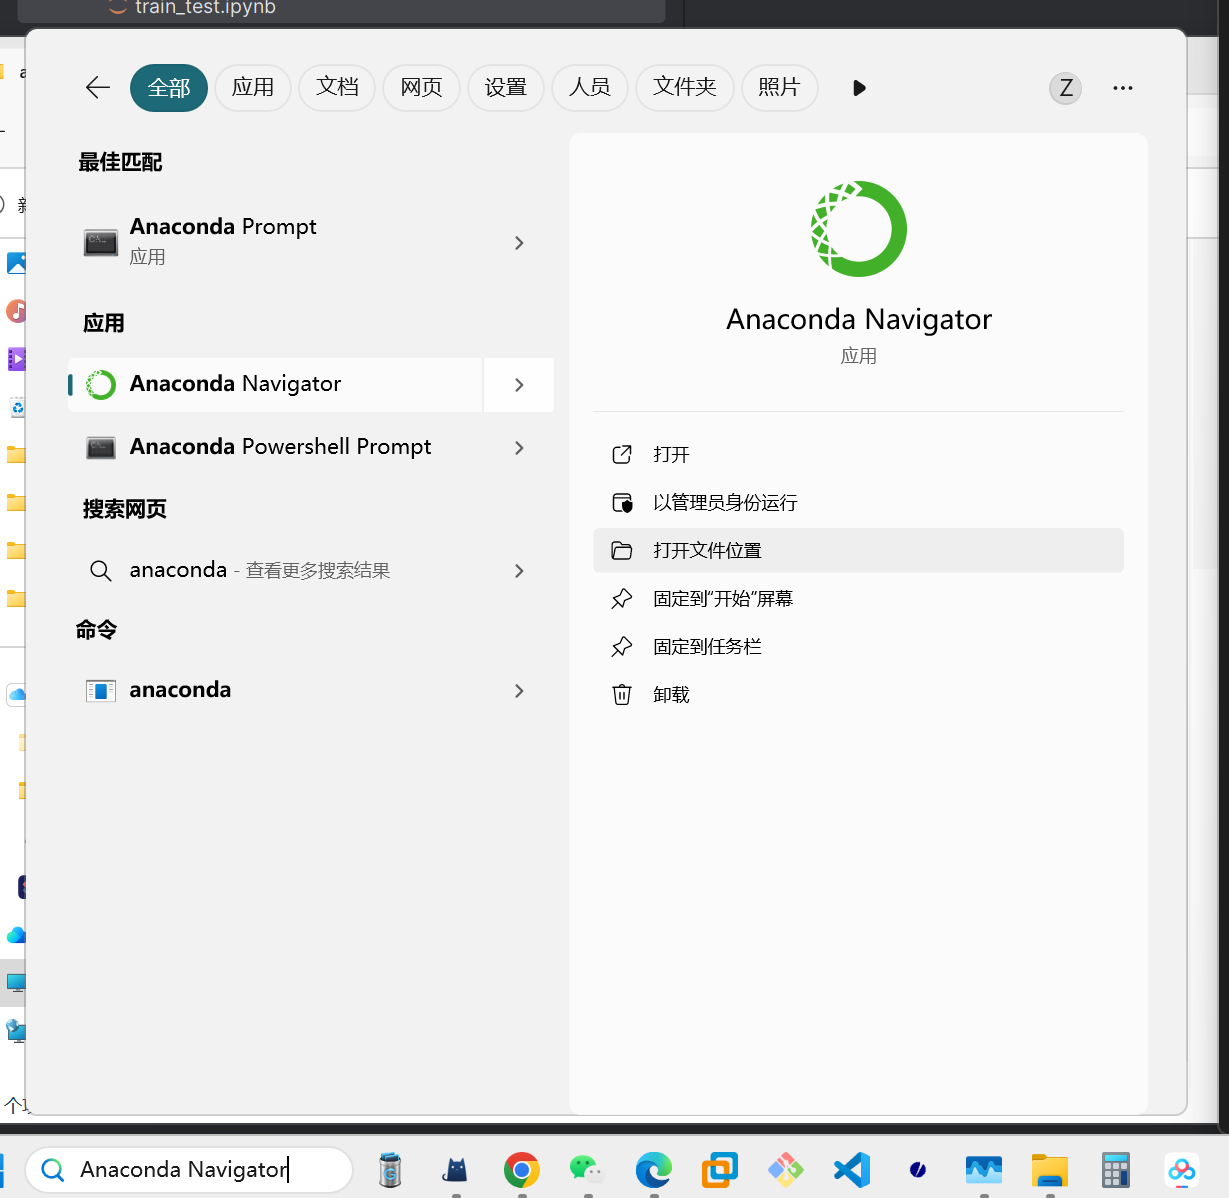 train_test.ipynb
全部
应用
文档
网页
设置
人员
文件夹
照片
Z
最佳匹配
Anaconda Prompt
应用
应用
Anaconda Navigator
Anaconda Powershell Prompt
搜索网页
anaconda - 查看更多搜索结果
命令
anaconda
Anaconda Navigator
应用
打开
以管理员身份运行
打开文件位置
固定到“开始”屏幕
固定到任务栏
卸载
新
个项
Anaconda Navigator